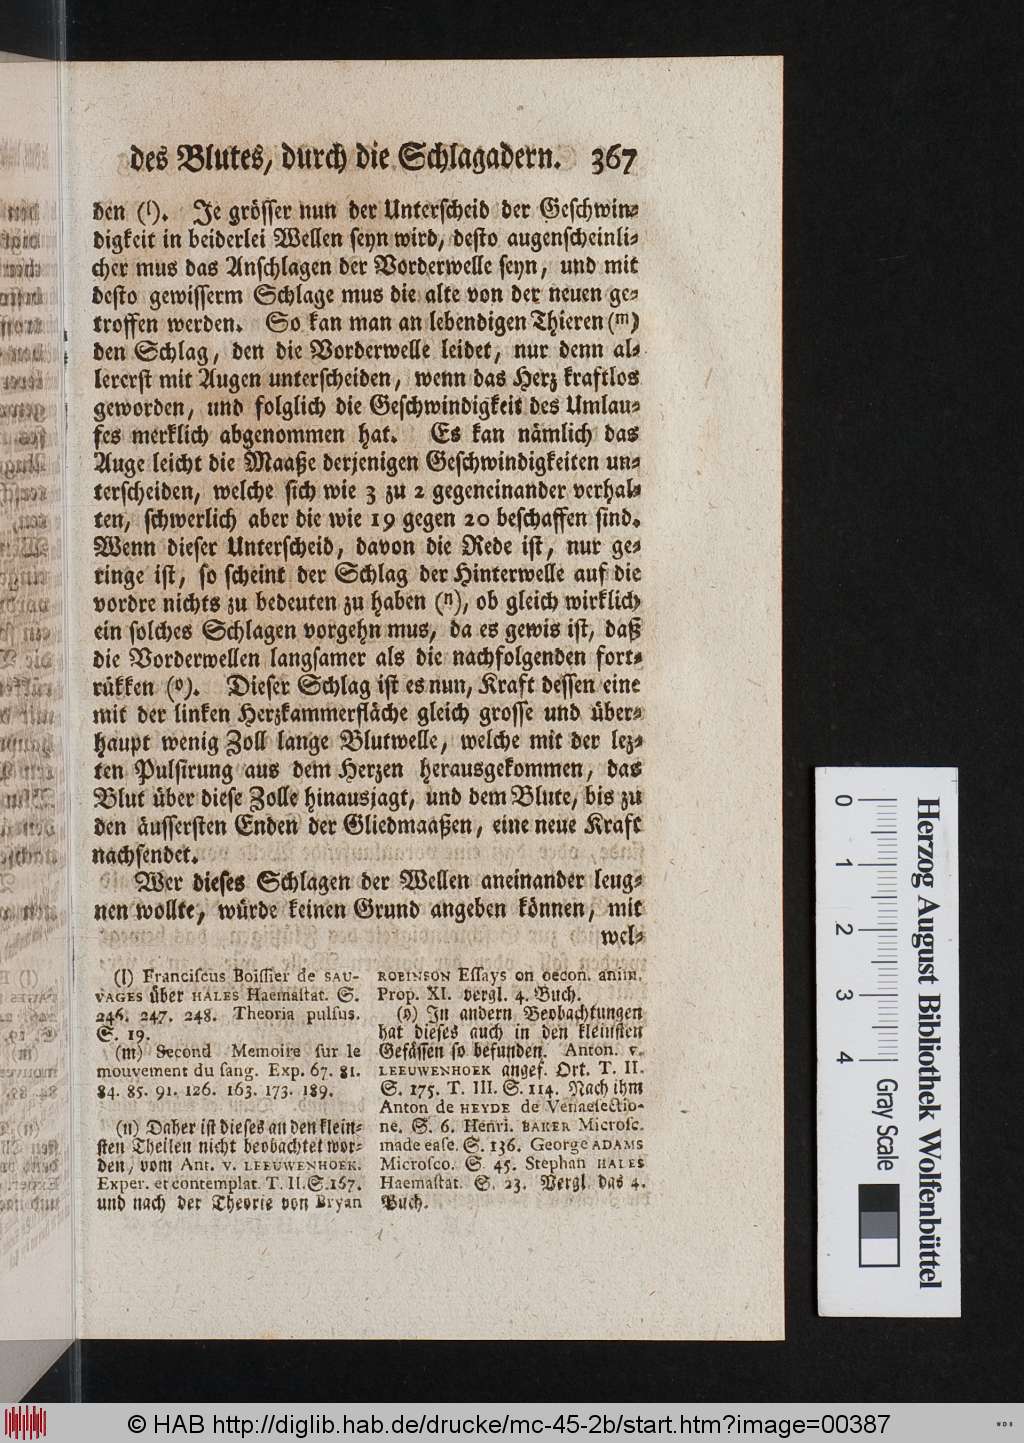 des Blutes, durch die Schlagadern. 367
den (l). Je grösser nun der Unterscheid der Geschwin-
digkeit in beiderlei Wellen seyn wird, desto augenscheinli-
cher mus das Anschlagen der Vorderwelle seyn, und mit
desto gewisserm Schlage mus die alte von der neuen ge-
troffen werden. So kan man an lebendigen Thieren (m)
den Schlag, den die Vorderwelle leidet, nur denn al-
lererst mit Augen unterscheiden, wenn das Herz kraftlos
geworden, und folglich die Geschwindigkeit des Umlau-
fes merklich abgenommen hat. Es kan nämlich das
Auge leicht die Maaße derjenigen Geschwindigkeiten un-
terscheiden, welche sich wie 3 zu 2 gegeneinander verhal-
ten, schwerlich aber die wie 19 gegen 20 beschaffen sind.
Wenn dieser Unterscheid, davon die Rede ist, nur ge-
ringe ist, so scheint der Schlag der Hinterwelle auf die
vordre nichts zu bedeuten zu haben (n), ob gleich wirklich
ein solches Schlagen vorgehn mus, da es gewis ist, daß
die Vorderwellen langsamer als die nachfolgenden fort-
rükken (o). Dieser Schlag ist es nun, Kraft dessen eine
mit der linken Herzkammerfläche gleich grosse und über-
haupt wenig Zoll lange Blutwelle, welche mit der lez-
ten Pulsirung aus dem Herzen herausgekommen, das
Blut über diese Zolle hinausjagt, und dem Blute, bis zu
den äussersten Enden der Gliedmaaßen, eine neue Kraft
nachsendet.
Wer dieses Schlagen der Wellen aneinander leug-
nen wollte, würde keinen Grund angeben können, mit
wel-
(l) Franciscus Boissier de SAU-
VAGES über HALES Haemastat. S.
246. 247. 248. Theoria pulsus.
S. 19.
(m) Second Memoire sur le
mouvement du sang. Exp. 67. 81.
84. 85. 91. 126. 163. 173. 189.
(n) Daher ist dieses an den klein-
sten Theilen nicht beobachtet wor-
den, vom Ant. v. LEEUWENHOEK.
Exper. et contemplat. T. II. S. 167.
und nach der Theorie von Bryan
ROBINSON Essays on oecon. anim.
Prop. XI. vergl. 4. Buch.
(o) In andern Beobachtungen
hat dieses auch in den kleinsten
Gefässen so befunden. Anton. v.
LEEUWENHOEK angef. Ort. T. II.
S. 175. T. III. S. 114. Nach ihm
Anton de HEYDE de Venaesectio-
ne. S. 6. Henri. BAKER Microsc.
made ease. S. 136. George ADAMS
Microsco. S. 45. Stephan HALES
Haemastat. S. 23. Vergl. das 4.
Buch.
0 1 2 3 4
Herzog August Bibliothek Wolfenbüttel
Gray Scale
© HAB http://diglib.hab.de/drucke/mc-45-2b/start.htm?image=00387